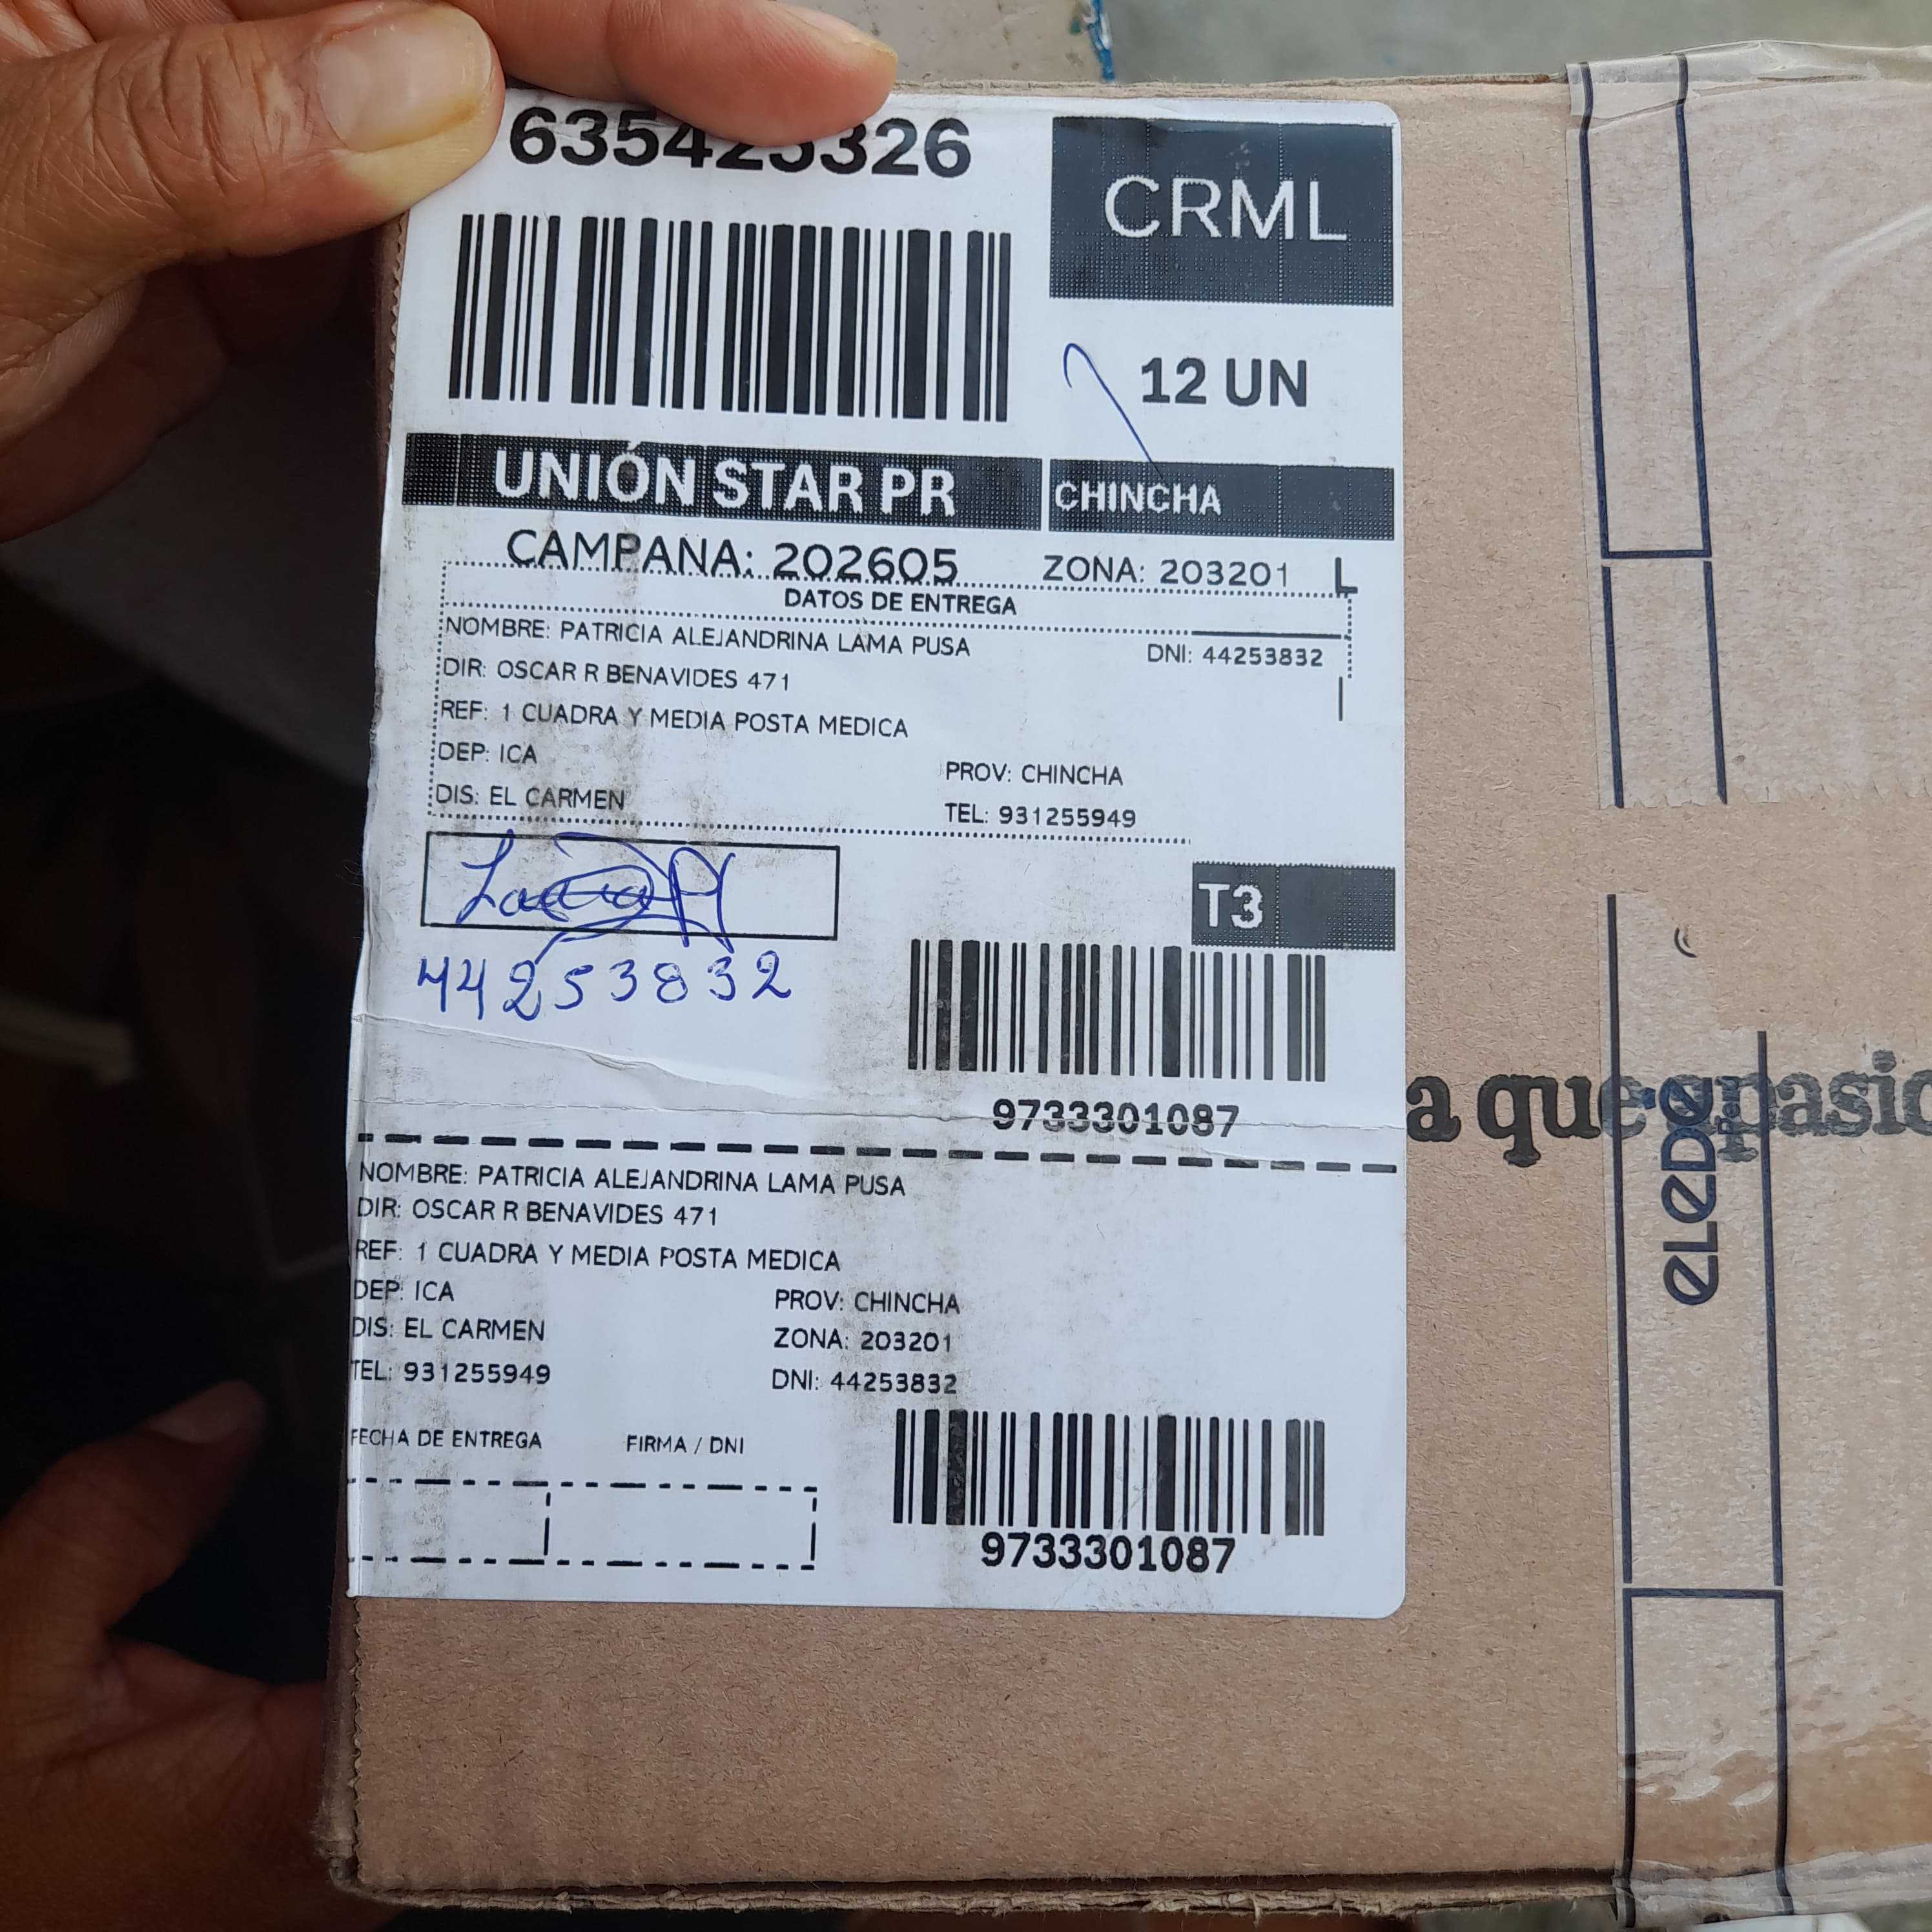 635425326
CRML
12 UN
UNIÓN STAR PR
CHINCHA
CAMPANA: 202605
ZONA: 203201 L
DATOS DE ENTREGA
NOMBRE: PATRICIA ALEJANDRINA LAMA PUSA
DNI: 44253832
DIR: OSCAR R BENAVIDES 471
REF: 1 CUADRA Y MEDIA POSTA MEDICA
DEP: ICA
PROV: CHINCHA
DIS: EL CARMEN
TEL: 931255949
T3
44253832
9733301087
a que
NOMBRE: PATRICIA ALEJANDRINA LAMA PUSA
DIR: OSCAR R BENAVIDES 471
REF: 1 CUADRA Y MEDIA POSTA MEDICA
DEP: ICA
PROV: CHINCHA
DIS: EL CARMEN
ZONA: 203201
TEL: 931255949
DNI: 44253832
FECHA DE ENTREGA
FIRMA / DNI
9733301087